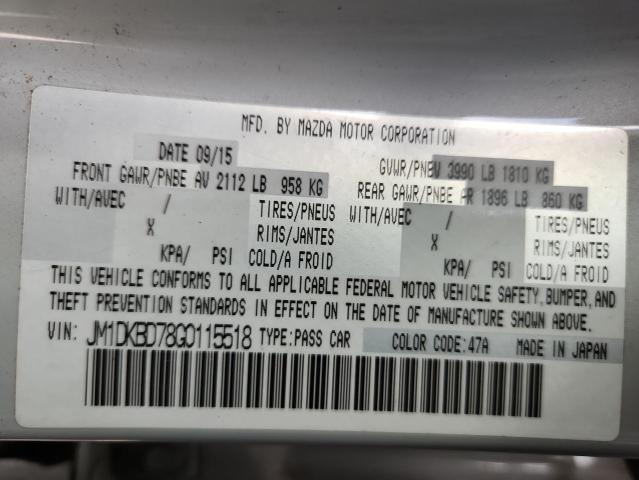 MFD. BY MAZDA MOTOR CORPORATION
DATE 09/15 GVWR/PNBV 3990 LB 1810 KG
FRONT GAWR/PNBE AV 2112 LB 958 KG REAR GAWR/PNBE AR 1896 LB 860 KG
WITH/AVEC / TIRES/PNEUS WITH/AVEC / TIRES/PNEUS
X RIMS/JANTES X RIMS/JANTES
KPA/ PSI COLD/A FROID KPA/ PSI COLD/A FROID
THIS VEHICLE CONFORMS TO ALL APPLICABLE FEDERAL MOTOR VEHICLE SAFETY, BUMPER, AND
THEFT PREVENTION STANDARDS IN EFFECT ON THE DATE OF MANUFACTURE SHOWN ABOVE.
VIN: JM1DKBD78G0115518 TYPE:PASS CAR COLOR CODE:47A MADE IN JAPAN